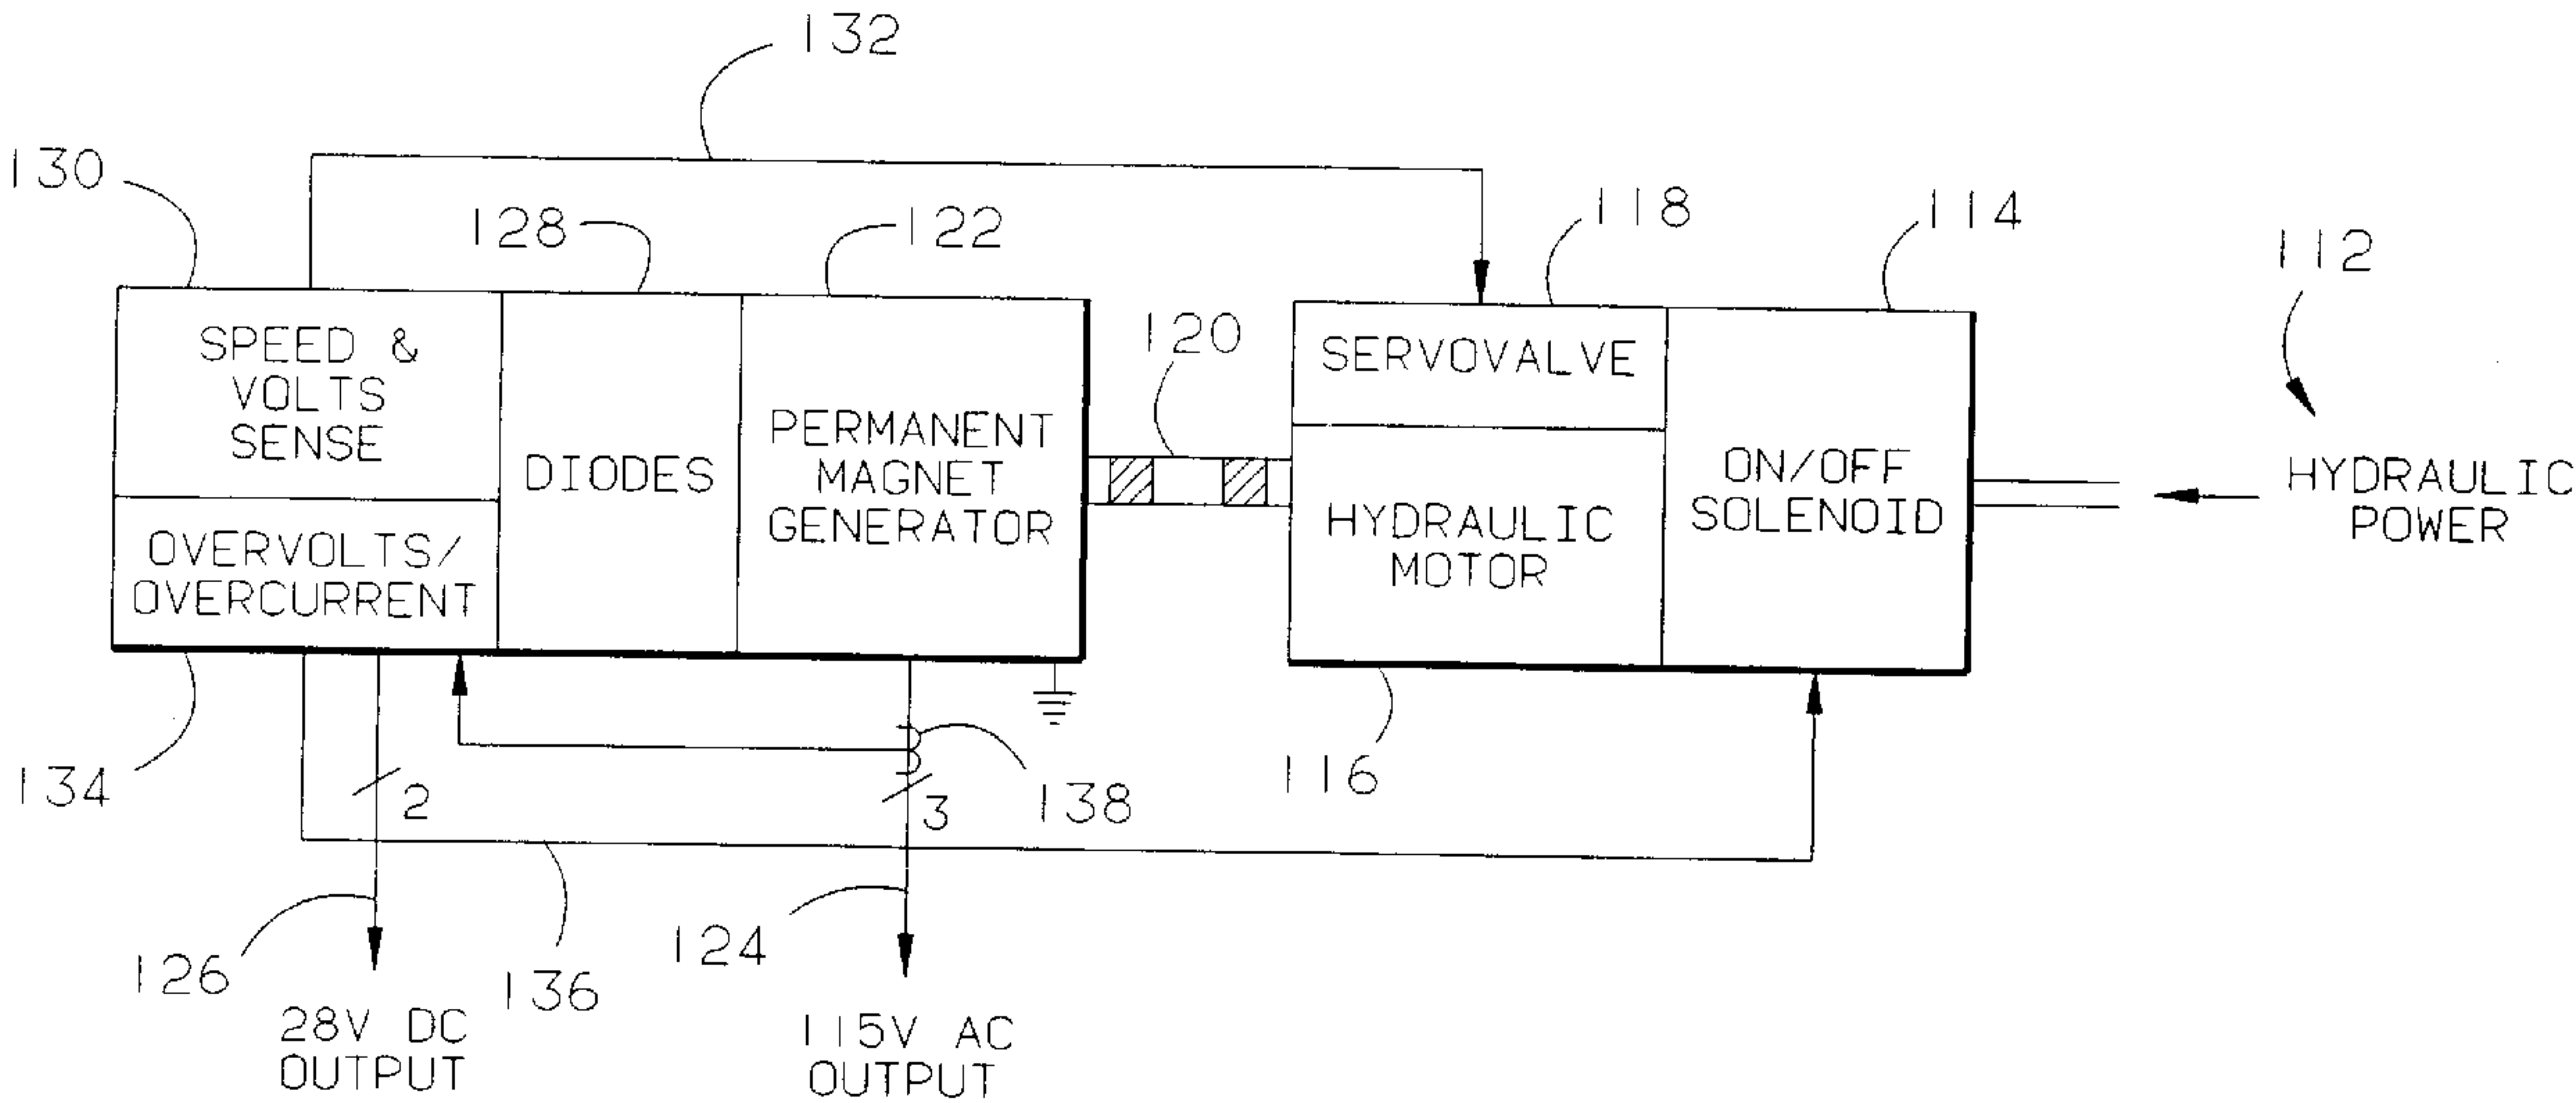 132
130
128
122
118
114
112
120
SPEED &
VOLTS
SENSE
OVERVOLTS/
OVERCURRENT
DIODES
PERMANENT
MAGNET
GENERATOR
SERVOVALVE
HYDRAULIC
MOTOR
ON/OFF
SOLENOID
HYDRAULIC
POWER
134
2
3
138
116
126
136
124
28V DC
OUTPUT
115V AC
OUTPUT